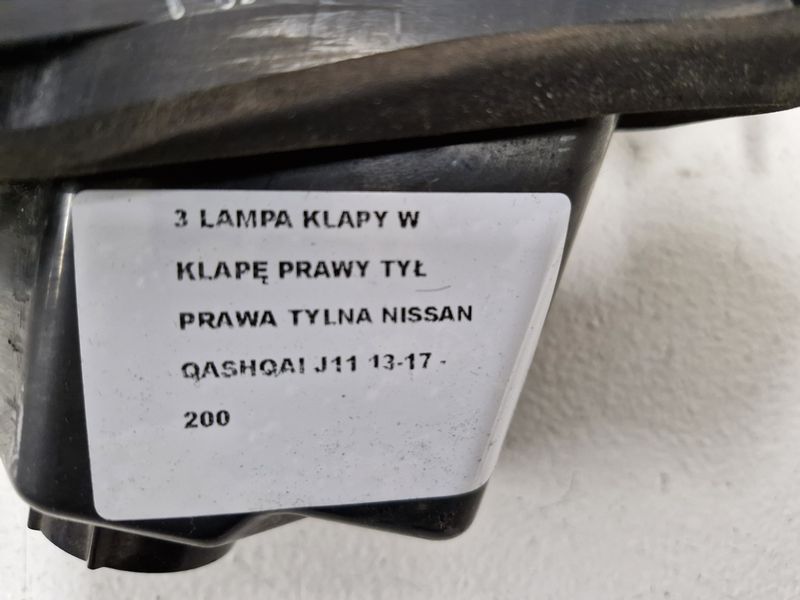 3 LAMPA KLAPY W
KLAPĘ PRAWY TYŁ
PRAWA TYLNA NISSAN
QASHQAI J11 13-17 -
200